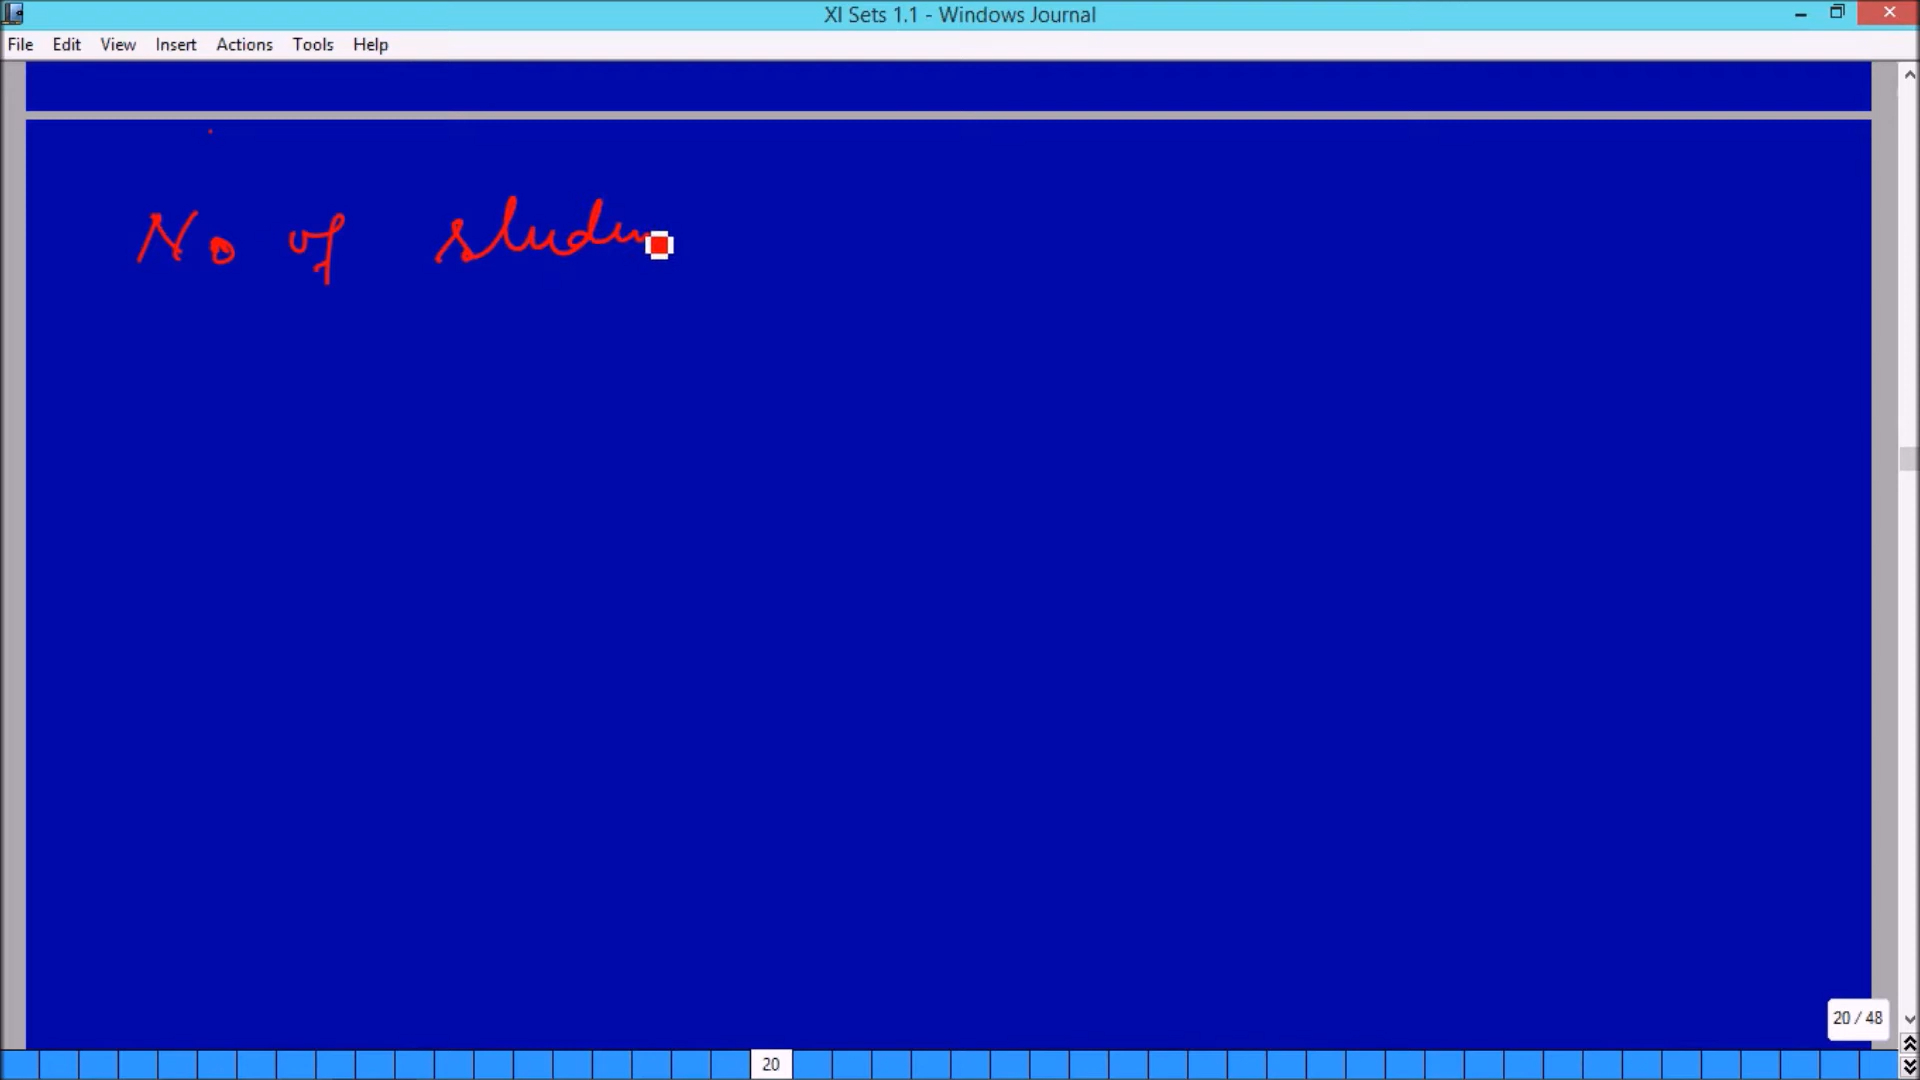 XI Sets 1.1 - Windows Journal
File Edit View Insert Actions Tools Help
No of studen
20 / 48
20